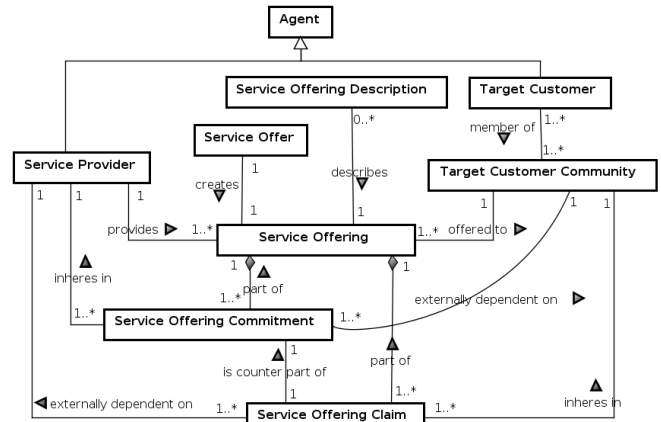 Agent
Service Offering Description
Target Customer
0..*
1..*
member of
Service Offer
1
1..*
Service Provider
describes
Target Customer Community
creates
1
1
1
1
1
1
1
1
provides
1..*
Service Offering
1..*
offered to
1
1
inheres in
part of
1..*
externally dependent on
1..*
Service Offering Commitment
1..*
1
part of
is counter part of
1
1..*
inheres in
externally dependent on
1..*
Service Offering Claim
1..*